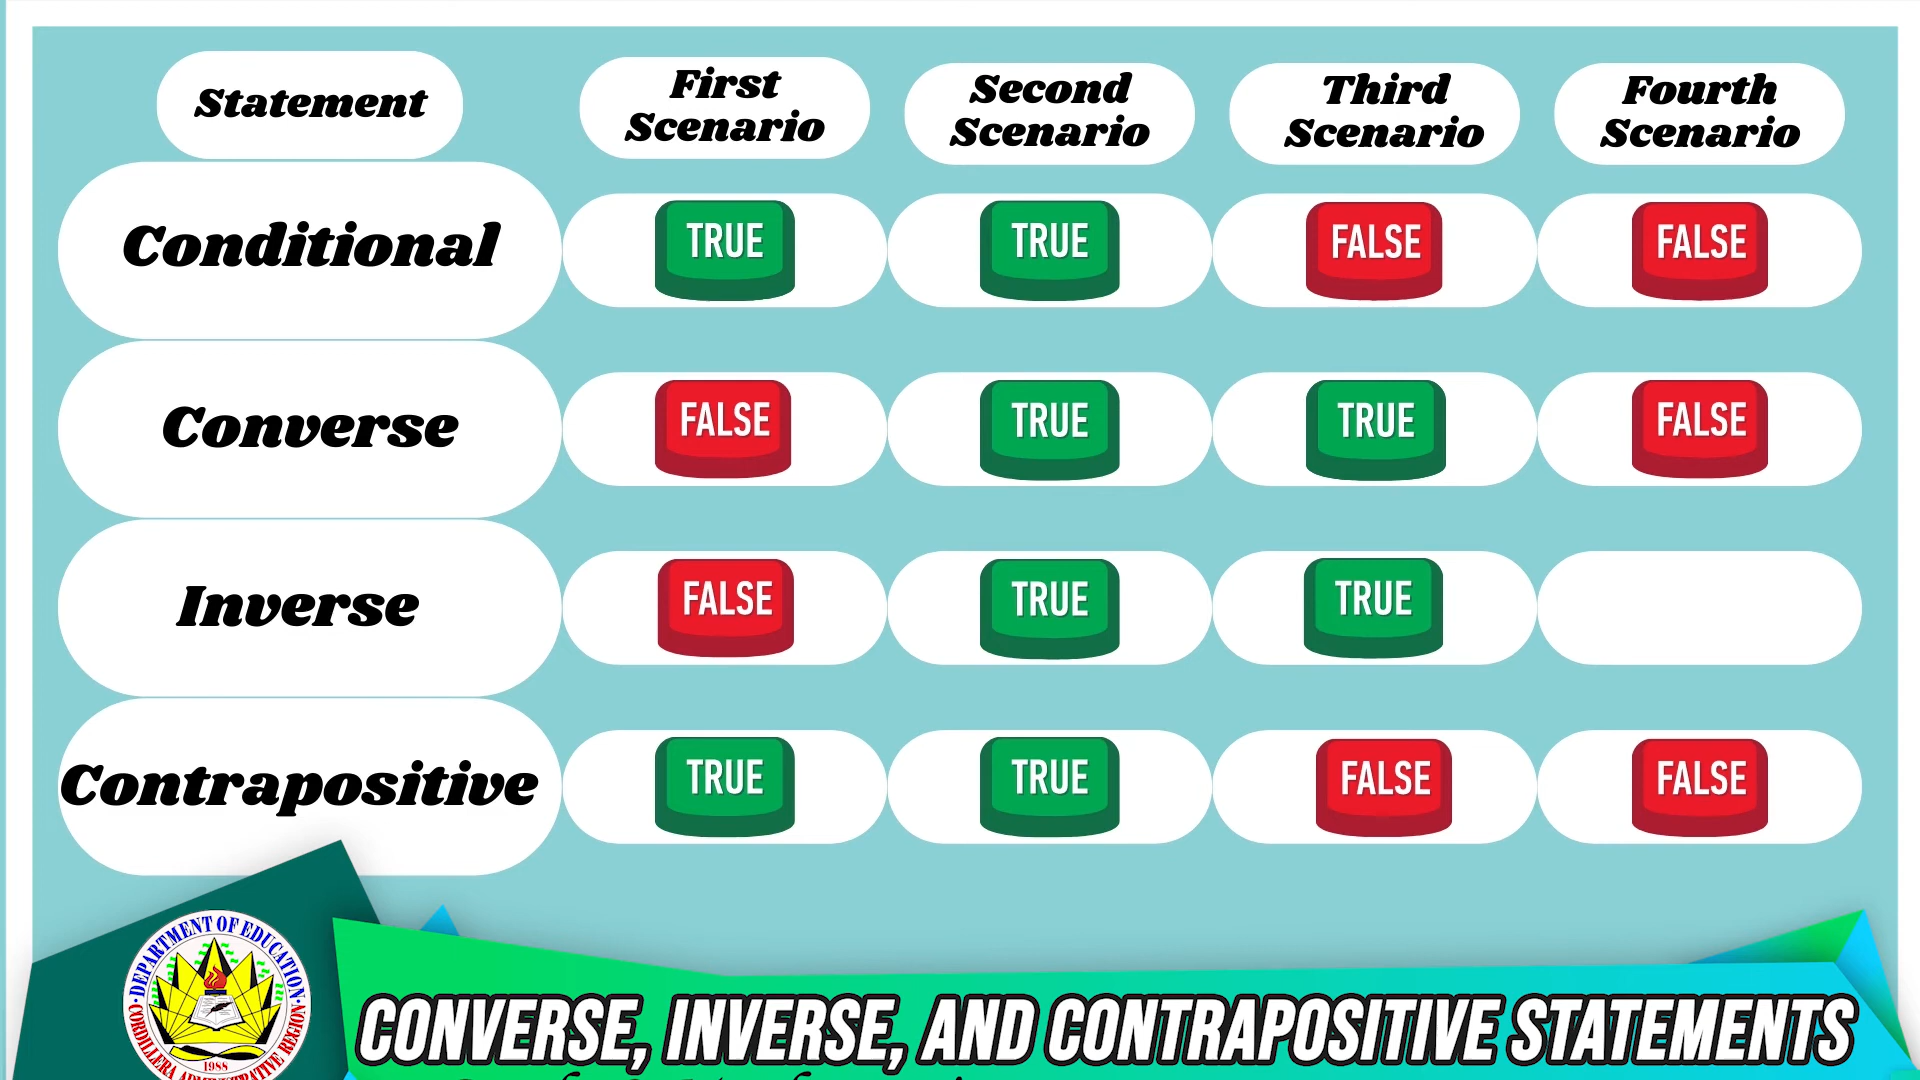 Statement
First
Scenario
Second
Scenario
Third
Scenario
Fourth
Scenario
Conditional
TRUE
TRUE
FALSE
FALSE
Converse
FALSE
TRUE
TRUE
FALSE
Inverse
FALSE
TRUE
TRUE
Contrapositive
TRUE
TRUE
FALSE
FALSE
DEPARTMENT OF EDUCATION
CORDILLERA ADMINISTRATIVE REGION
1988
CONVERSE, INVERSE, AND CONTRAPOSITIVE STATEMENTS